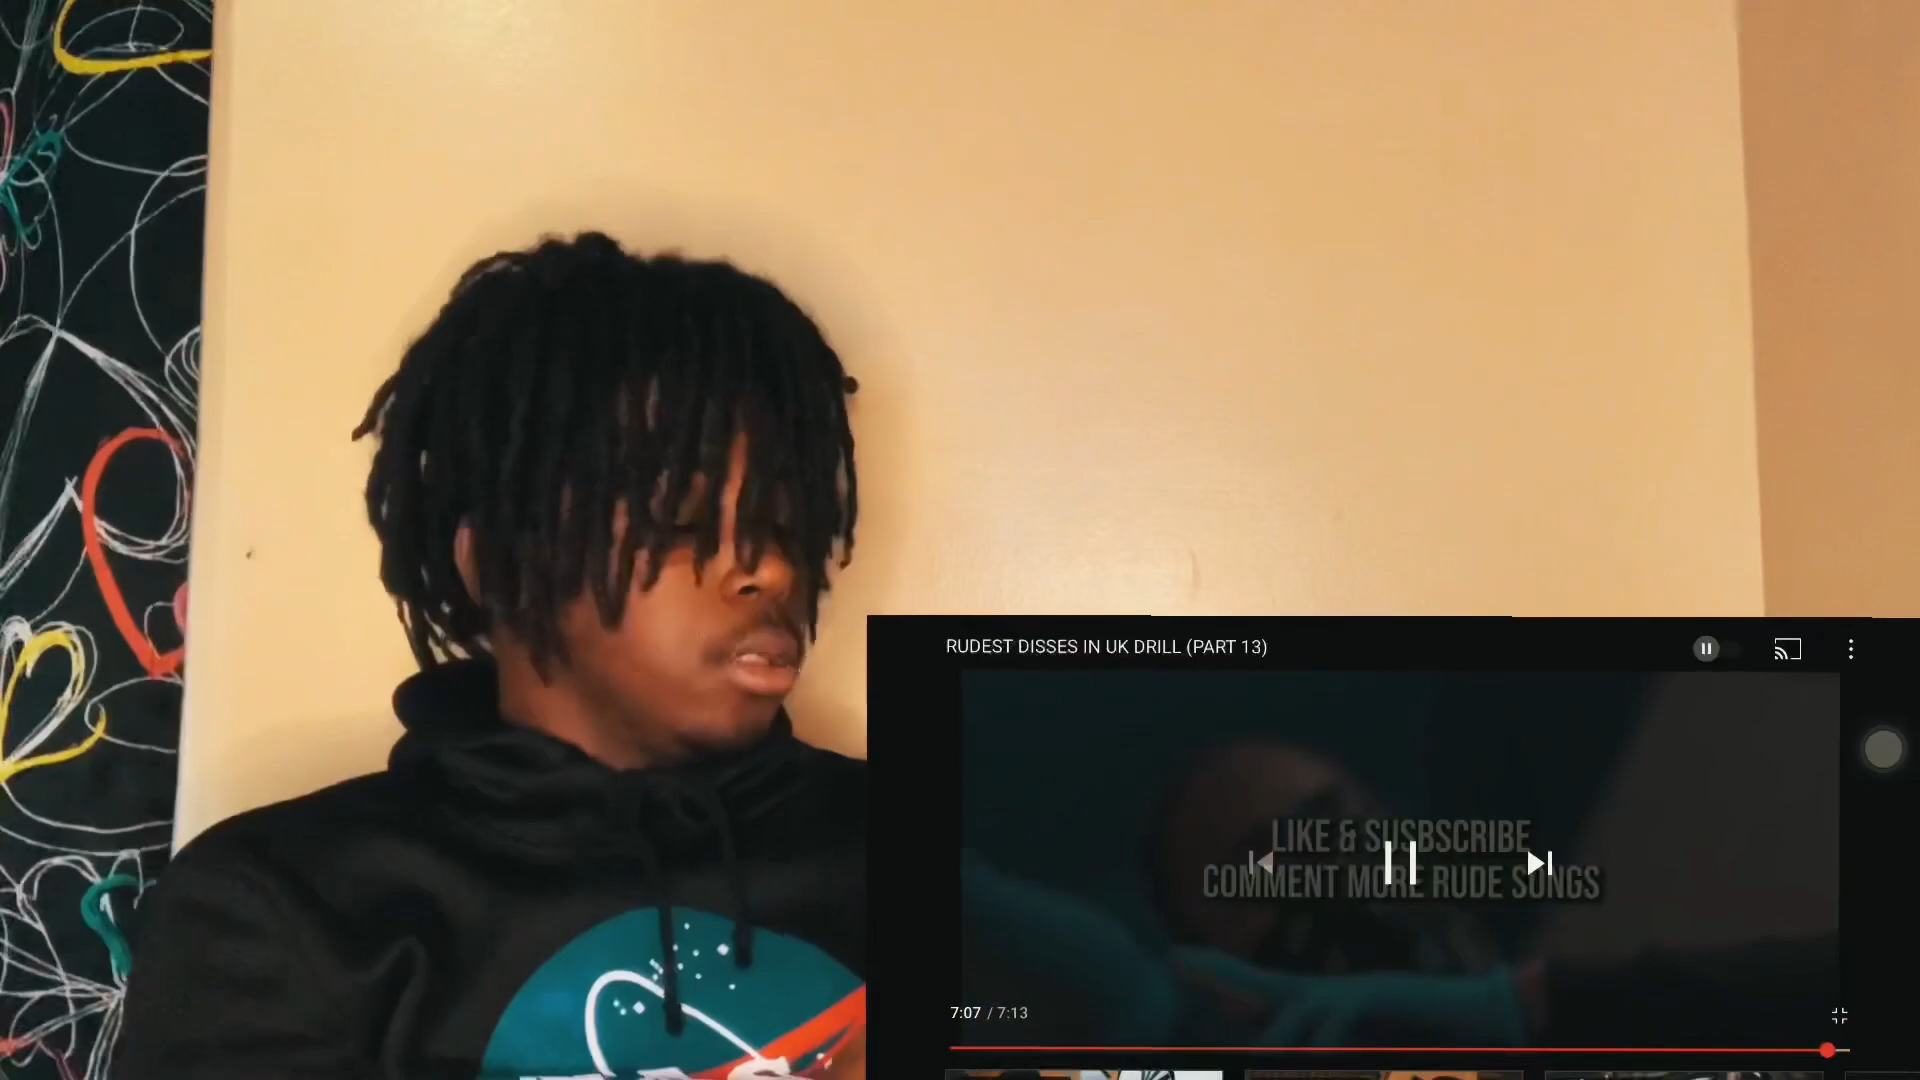 RUDEST DISSES IN UK DRILL (PART 13)
LIKE & SUSBSCRIBE
COMMENT MORE RUDE SONGS
7:07 / 7:13